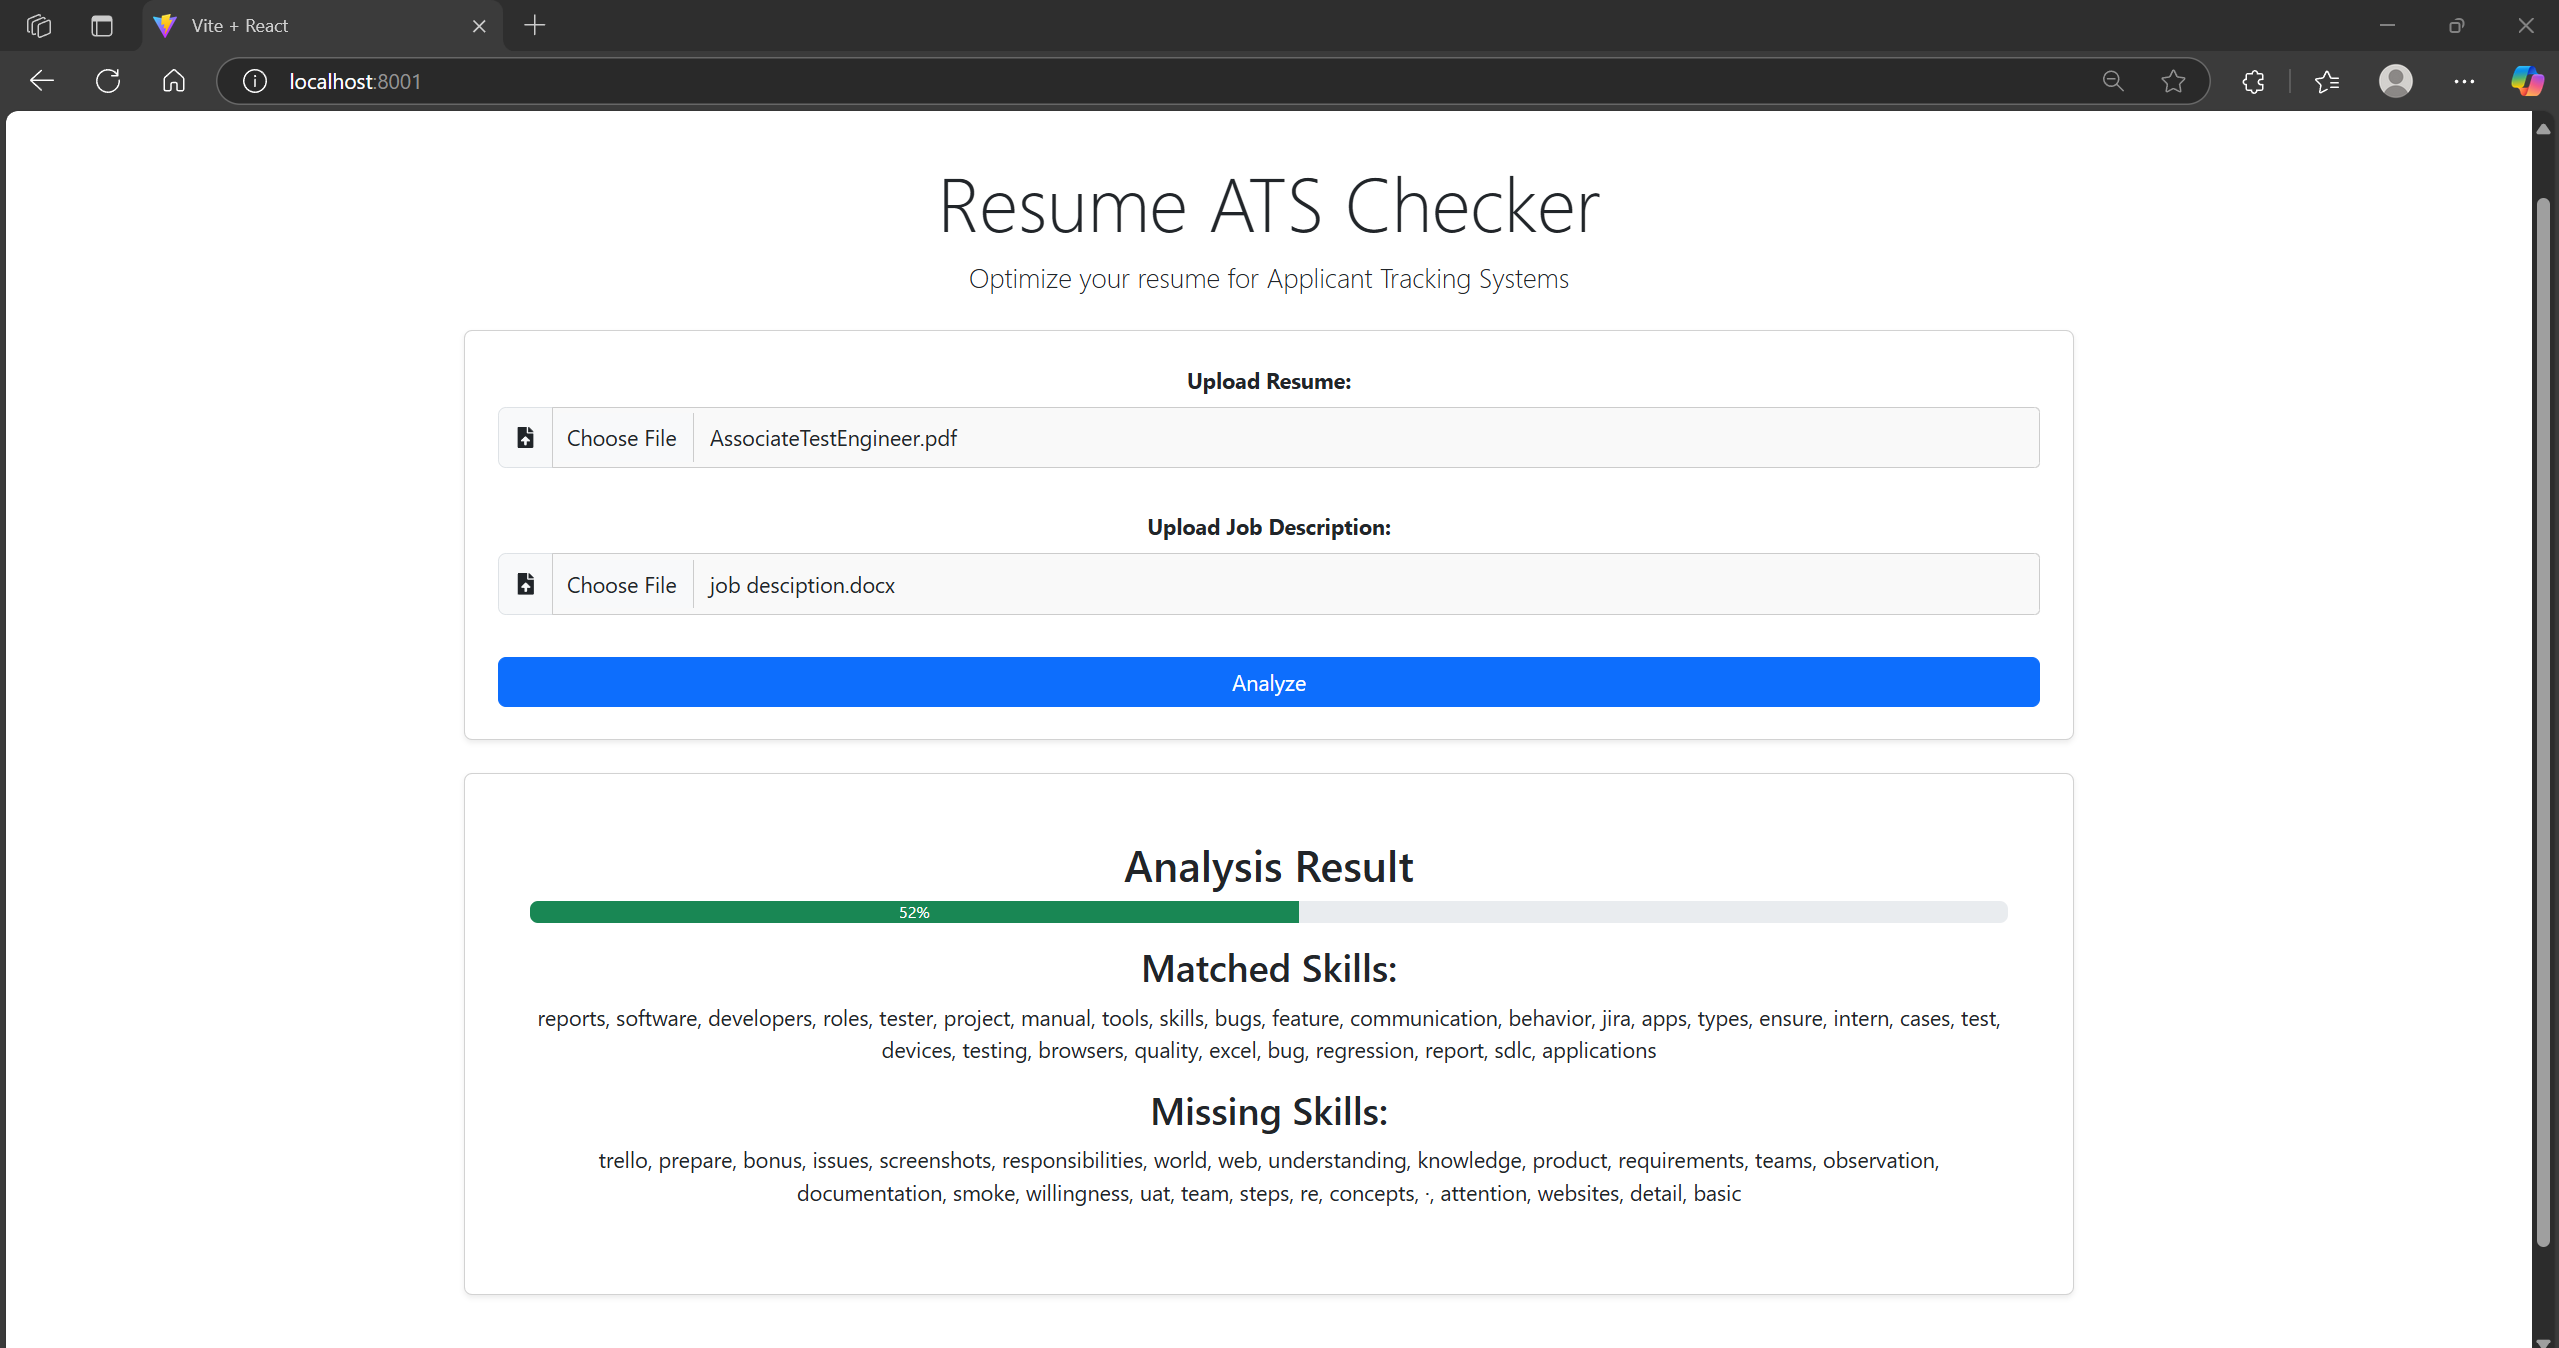 Vite + React
localhost:8001
Resume ATS Checker
Optimize your resume for Applicant Tracking Systems
Upload Resume:
Choose File AssociateTestEngineer.pdf
Upload Job Description:
Choose File job desciption.docx
Analyze
Analysis Result
52%
Matched Skills:
reports, software, developers, roles, tester, project, manual, tools, skills, bugs, feature, communication, behavior, jira, apps, types, ensure, intern, cases, test,
devices, testing, browsers, quality, excel, bug, regression, report, sdlc, applications
Missing Skills:
trello, prepare, bonus, issues, screenshots, responsibilities, world, web, understanding, knowledge, product, requirements, teams, observation,
documentation, smoke, willingness, uat, team, steps, re, concepts, ·, attention, websites, detail, basic